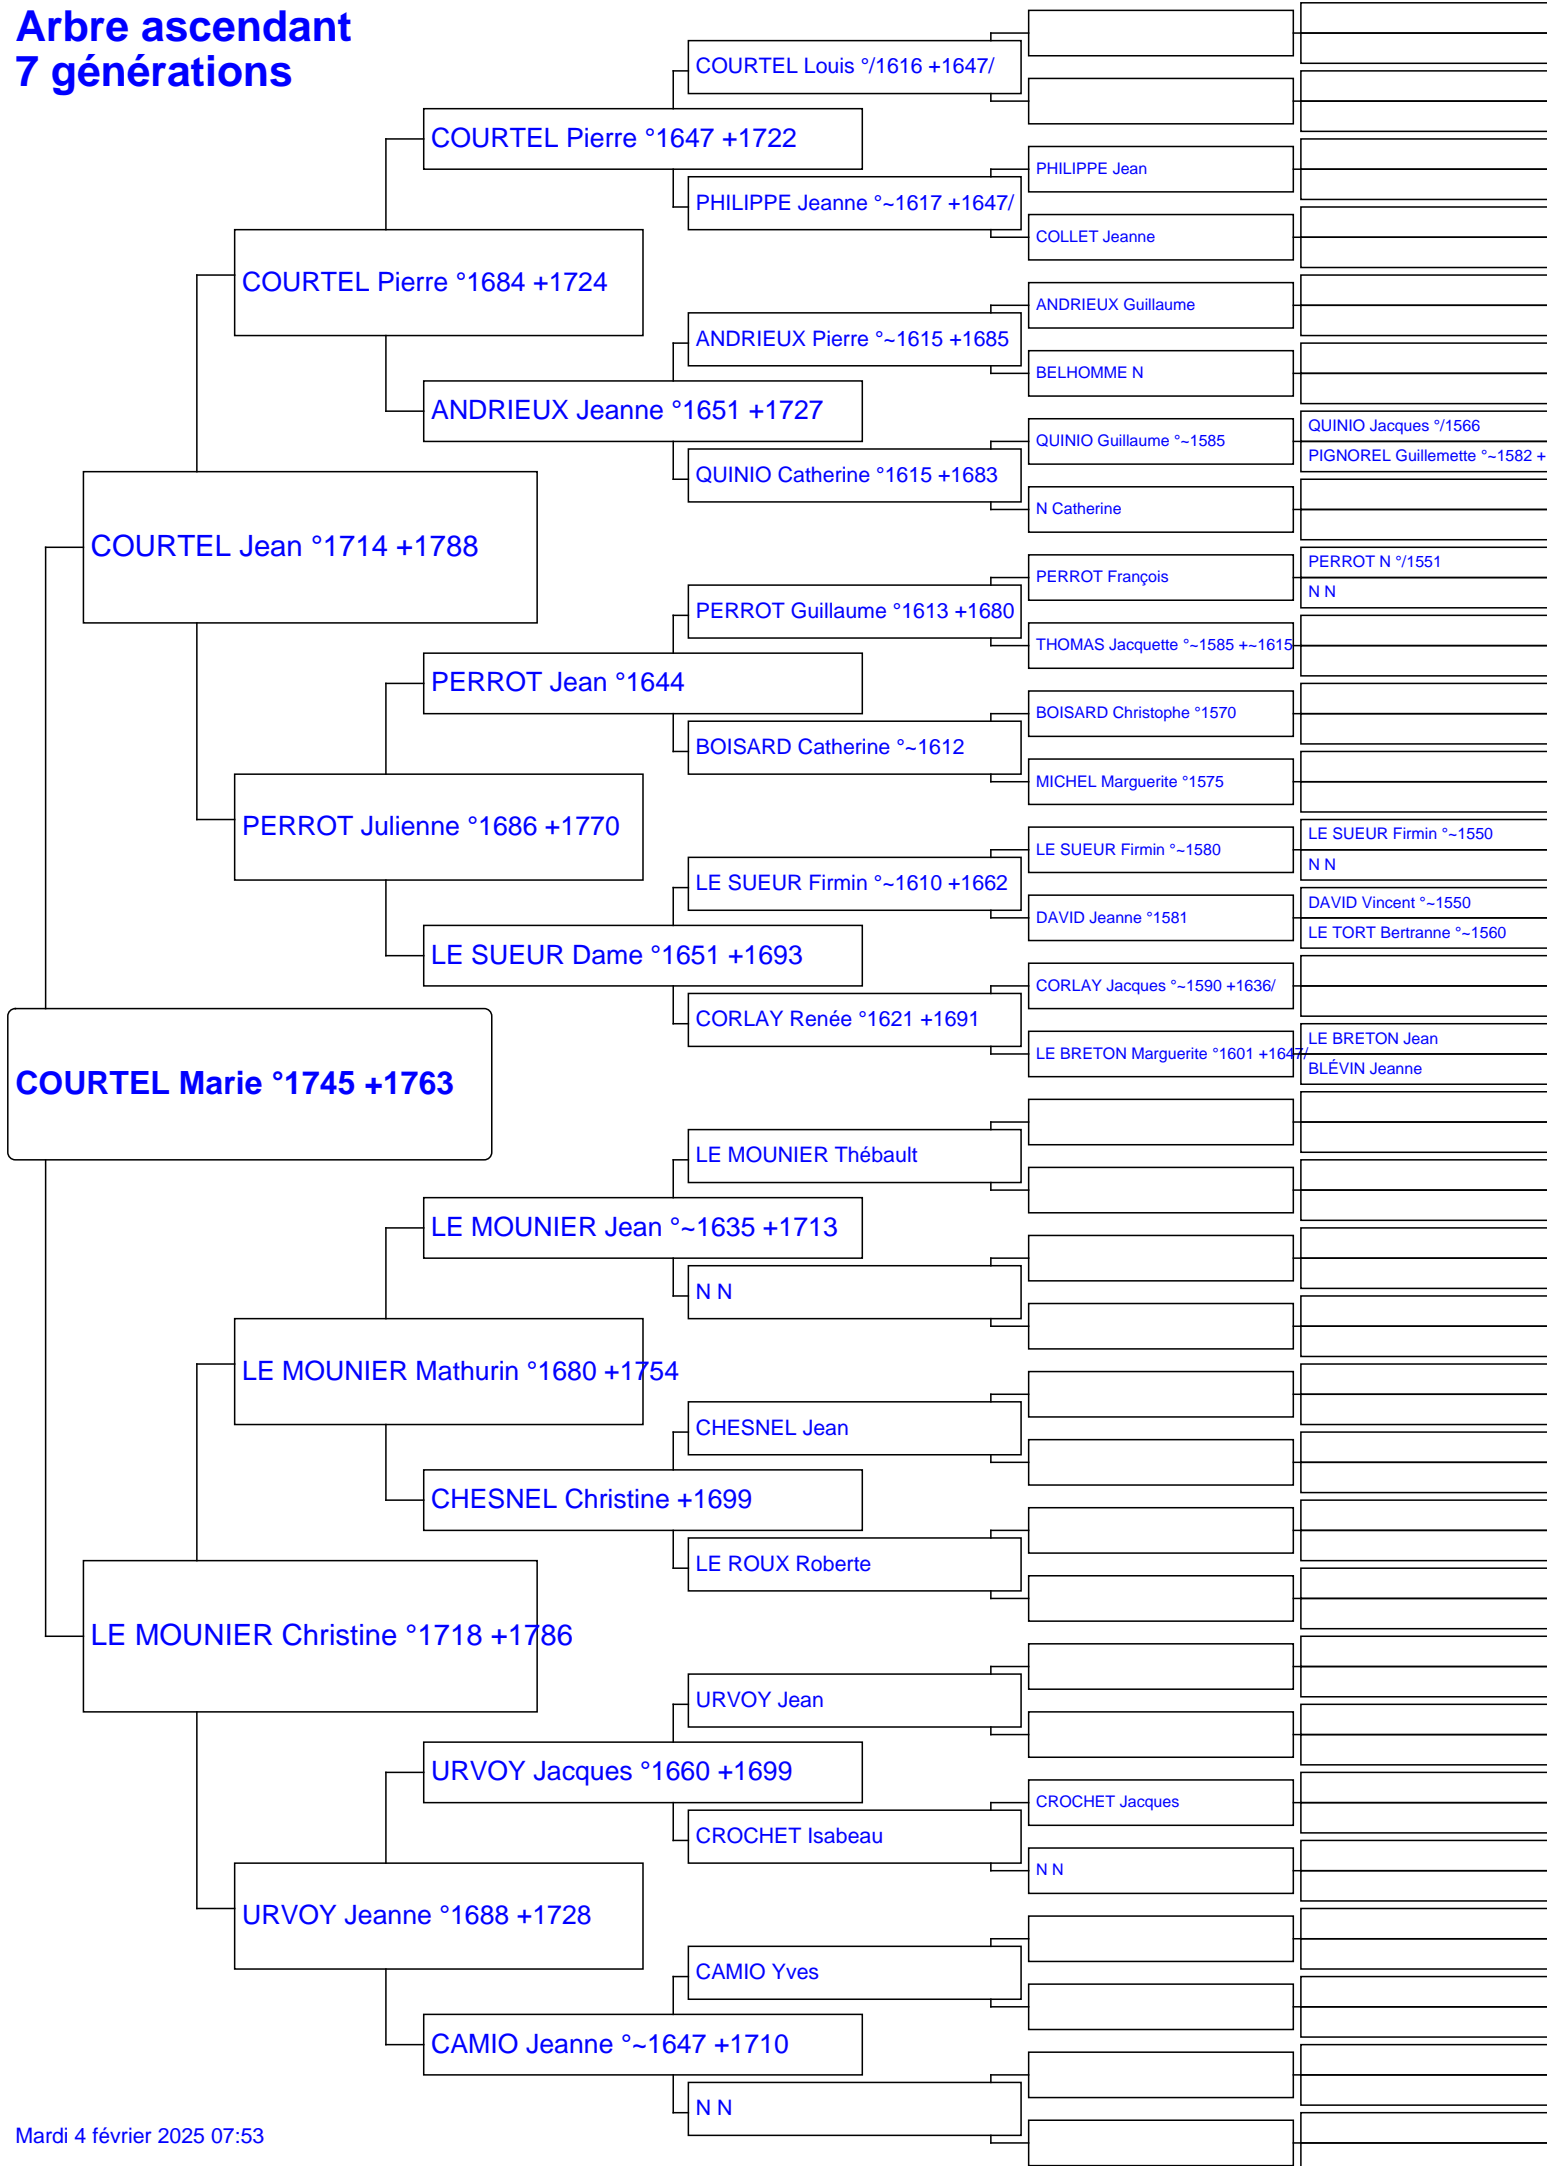 Arbre ascendant
7 générations
COURTEL Louis °/1616 +1647/
COURTEL Pierre °1647 +1722
PHILIPPE Jean
PHILIPPE Jeanne °~1617 +1647/
COLLET Jeanne
COURTEL Pierre °1684 +1724
ANDRIEUX Guillaume
ANDRIEUX Pierre °~1615 +1685
BELHOMME N
ANDRIEUX Jeanne °1651 +1727
QUINIO Jacques °/1566
QUINIO Guillaume °~1585
PIGNOREL Guillemette °~1582 +
QUINIO Catherine °1615 +1683
N Catherine
COURTEL Jean °1714 +1788
PERROT N °/1551
PERROT François
N N
PERROT Guillaume °1613 +1680
THOMAS Jacquette °~1585 +~1615
PERROT Jean °1644
BOISARD Christophe °1570
BOISARD Catherine °~1612
MICHEL Marguerite °1575
PERROT Julienne °1686 +1770
LE SUEUR Firmin °~1550
LE SUEUR Firmin °~1580
N N
LE SUEUR Firmin °~1610 +1662
DAVID Vincent °~1550
DAVID Jeanne °1581
LE TORT Bertranne °~1560
LE SUEUR Dame °1651 +1693
CORLAY Jacques °~1590 +1636/
CORLAY Renée °1621 +1691
LE BRETON Jean
LE BRETON Marguerite °1601 +1647/
BLÉVIN Jeanne
COURTEL Marie °1745 +1763
LE MOUNIER Thébault
LE MOUNIER Jean °~1635 +1713
N N
LE MOUNIER Mathurin °1680 +1754
CHESNEL Jean
CHESNEL Christine +1699
LE ROUX Roberte
LE MOUNIER Christine °1718 +1786
URVOY Jean
URVOY Jacques °1660 +1699
CROCHET Jacques
CROCHET Isabeau
N N
URVOY Jeanne °1688 +1728
CAMIO Yves
CAMIO Jeanne °~1647 +1710
N N
Mardi 4 février 2025 07:53